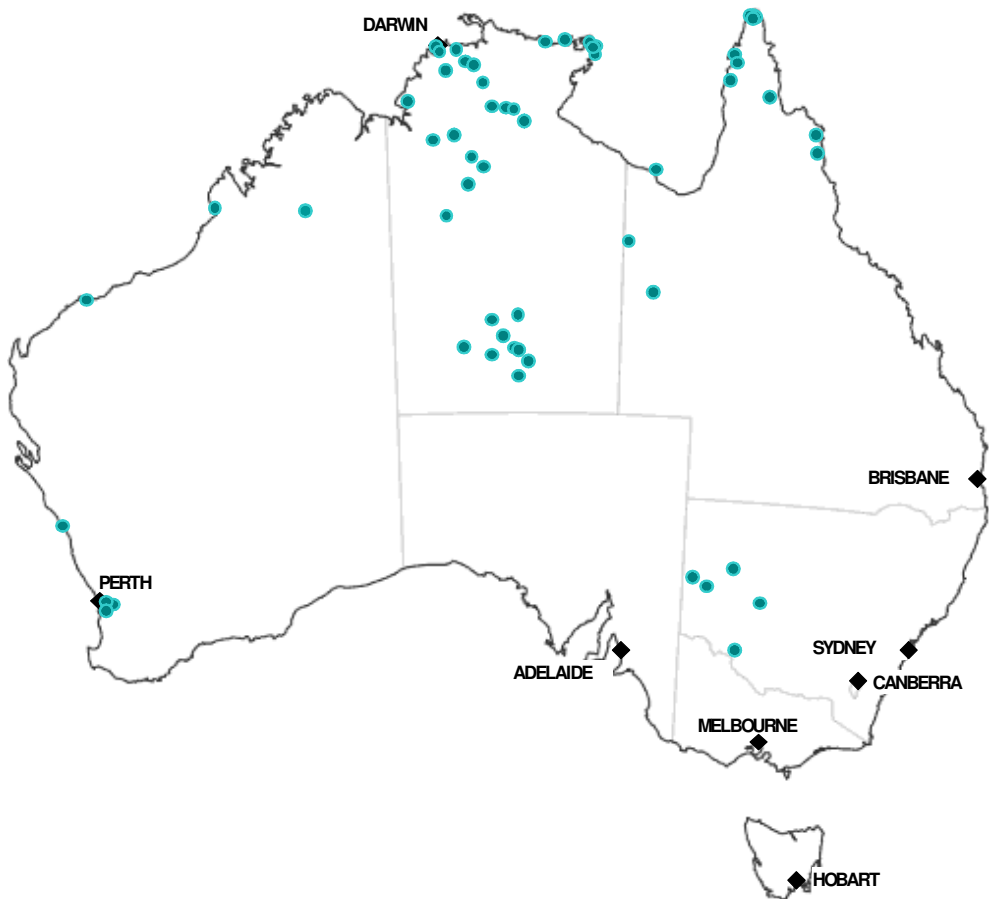 DARWIN
BRISBANE
PERTH
SYDNEY
ADELAIDE
CANBERRA
MELBOURNE
HOBART